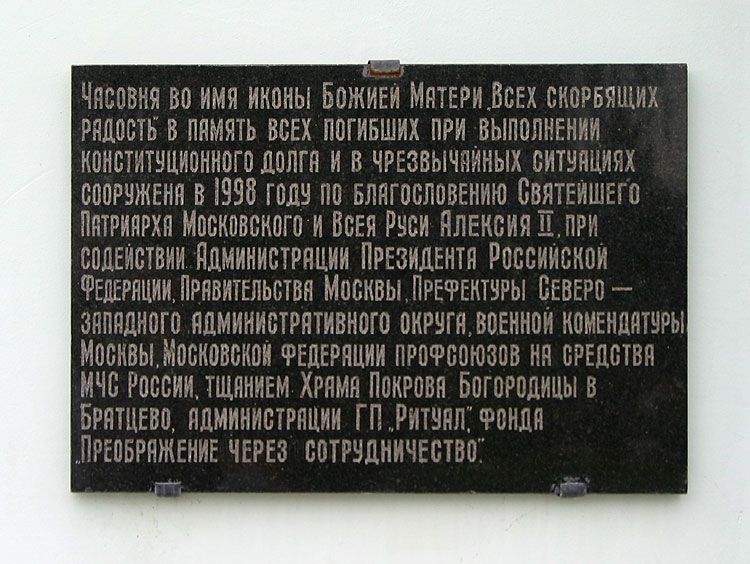 Часовня во имя иконы Божией Матери „Всех скорбящих
радость" в память всех погибших при выполнении
конституционного долга и в чрезвычайных ситуациях
сооружена в 1998 году по благословению Святейшего
Патриарха Московского и Всея Руси Алексия II, при
содействии Администрации Президента Российской
Федерации, Правительства Москвы, Префектуры Северо —
западного административного округа, военной комендатуры
Москвы, Московской федерации профсоюзов на средства
МЧС России, тщанием Храма Покрова Богородицы в
Братцево, администрации ГП „Ритуал", фонда
„Преображение через сотрудничество".